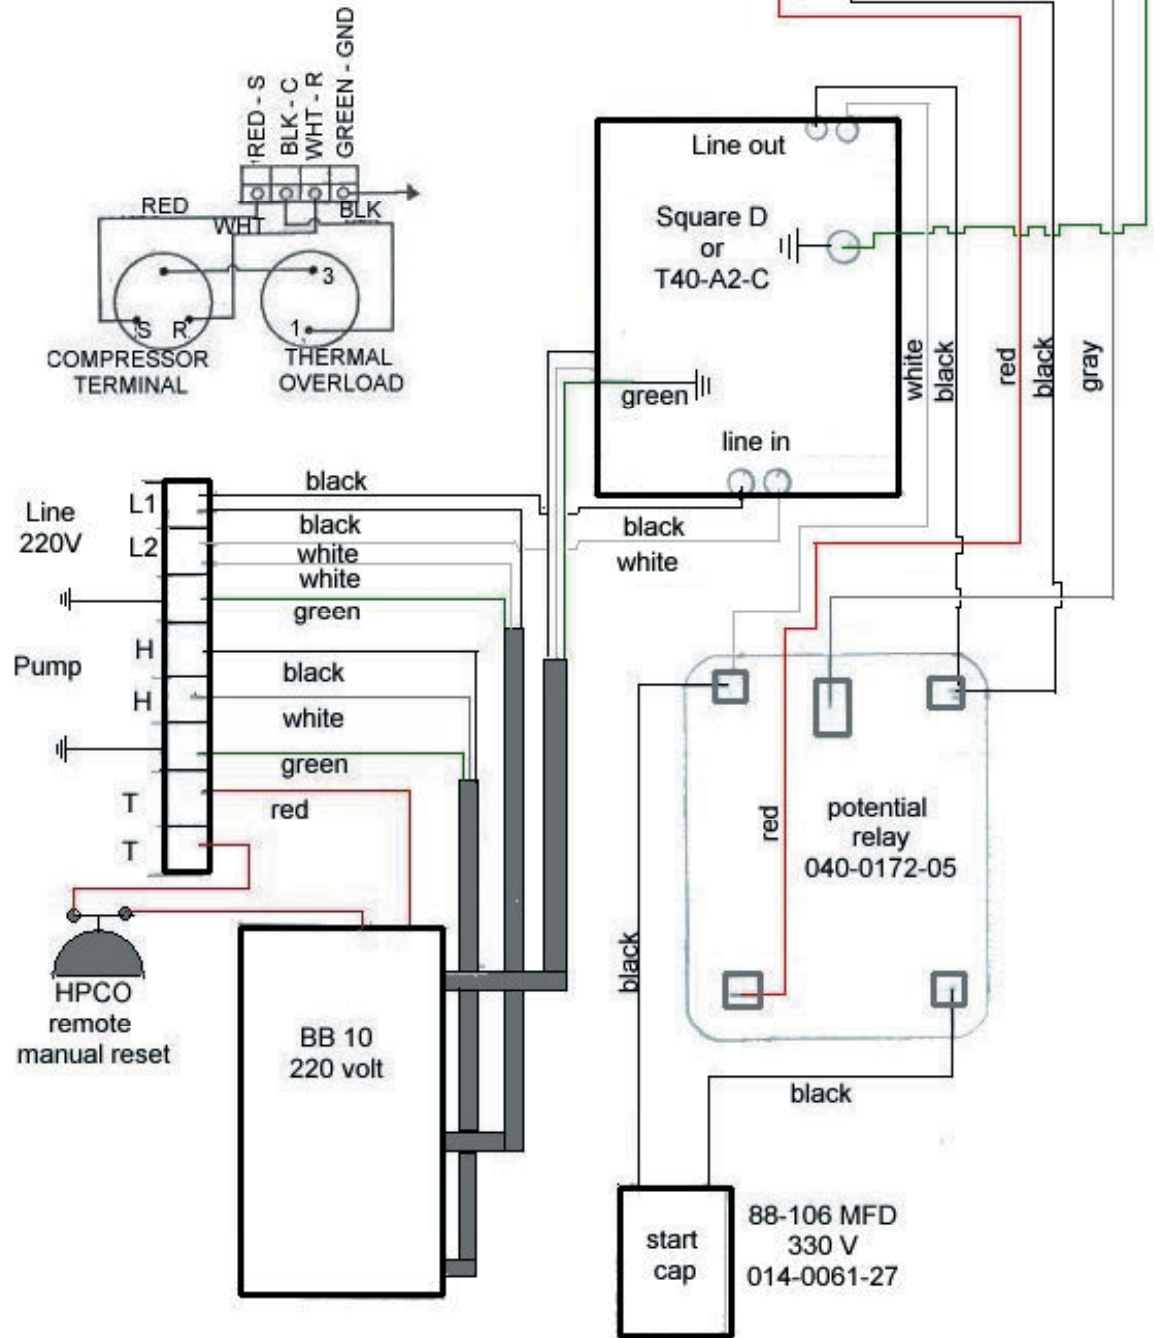 RED - S
BLK - C
WHT - R
GREEN - GND
RED
WHT
BLK
3
S R
1
COMPRESSOR
TERMINAL
THERMAL
OVERLOAD
Line out
Square D
or
T40-A2-C
green
line in
white
black
red
black
gray
Line
220V
L1
L2
black
black
white
white
green
black
white
Pump
H
H
black
white
green
T
T
red
HPCO
remote
manual reset
BB 10
220 volt
potential
relay
040-0172-05
red
black
black
start
cap
88-106 MFD
330 V
014-0061-27